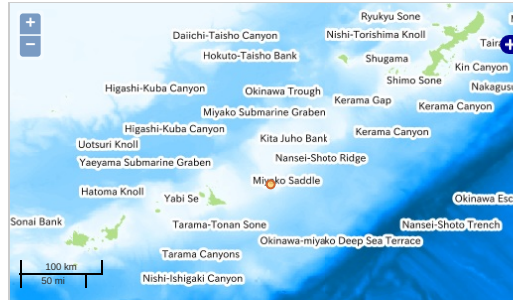 +
−
Ryukyu Sone
Daiichi-Taisho Canyon
Nishi-Torishima Knoll
Taira
Hokuto-Taisho Bank
Shugama
Kin Canyon
Shimo Sone
Higashi-Kuba Canyon
Okinawa Trough
Nakagusu
Kerama Gap
Kerama Canyon
Miyako Submarine Graben
Higashi-Kuba Canyon
Kerama Canyon
Kita Juho Bank
Uotsuri Knoll
Nansei-Shoto Ridge
Yaeyama Submarine Graben
Miyako Saddle
Hatoma Knoll
Yabi Se
Okinawa Esc
Sonai Bank
Tarama-Tonan Sone
Nansei-Shoto Trench
Okinawa-miyako Deep Sea Terrace
Tarama Canyons
100 km
Nishi-Ishigaki Canyon
50 mi